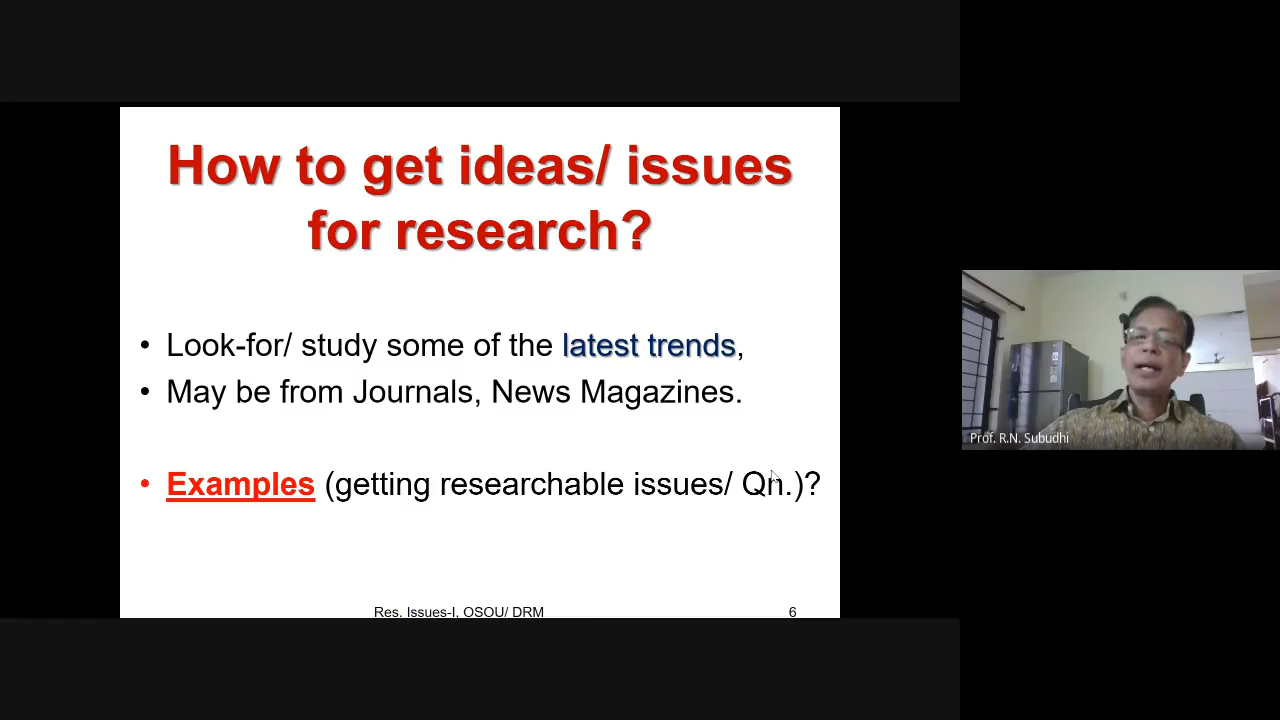 How to get ideas/ issues
for research?
• Look-for/ study some of the latest trends,
• May be from Journals, News Magazines.
• Examples (getting researchable issues/ Qn.)?
Res. Issues-I, OSOU/ DRM
6
Prof. R.N. Subudhi